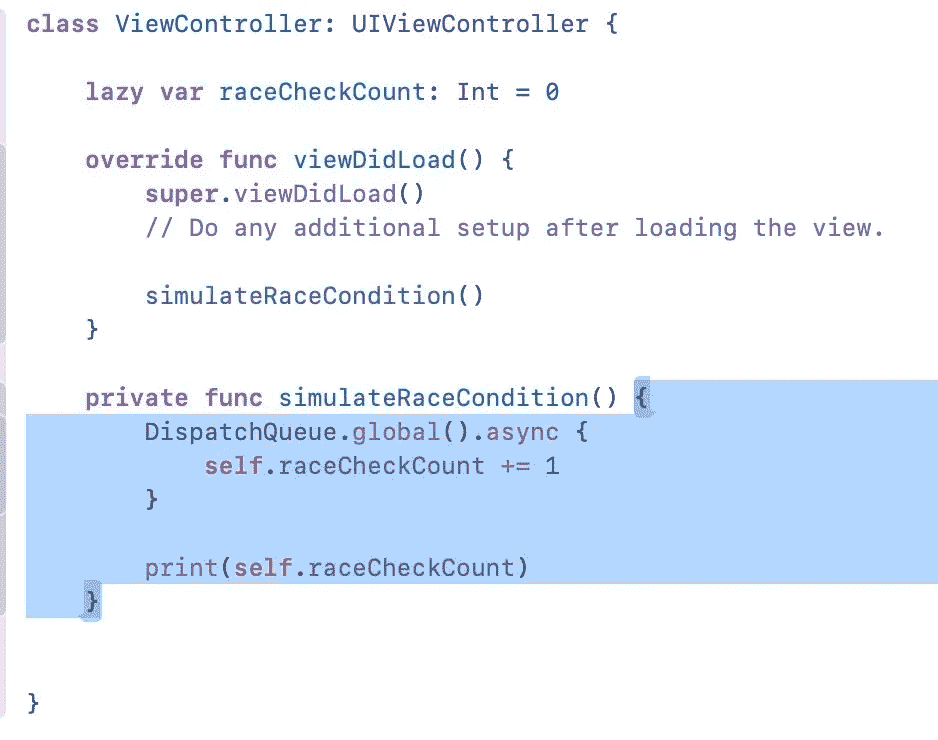 class ViewController: UIViewController {
lazy var raceCheckCount: Int = 0
override func viewDidLoad() {
super.viewDidLoad()
// Do any additional setup after loading the view.
simulateRaceCondition()
}
private func simulateRaceCondition() {
DispatchQueue.global().async {
self.raceCheckCount += 1
}
print(self.raceCheckCount)
}
}